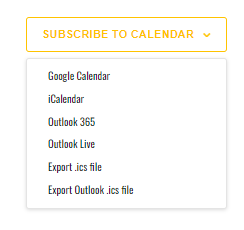 SUBSCRIBE TO CALENDAR
Google Calendar
iCalendar
Outlook 365
Outlook Live
Export .ics file
Export Outlook .ics file